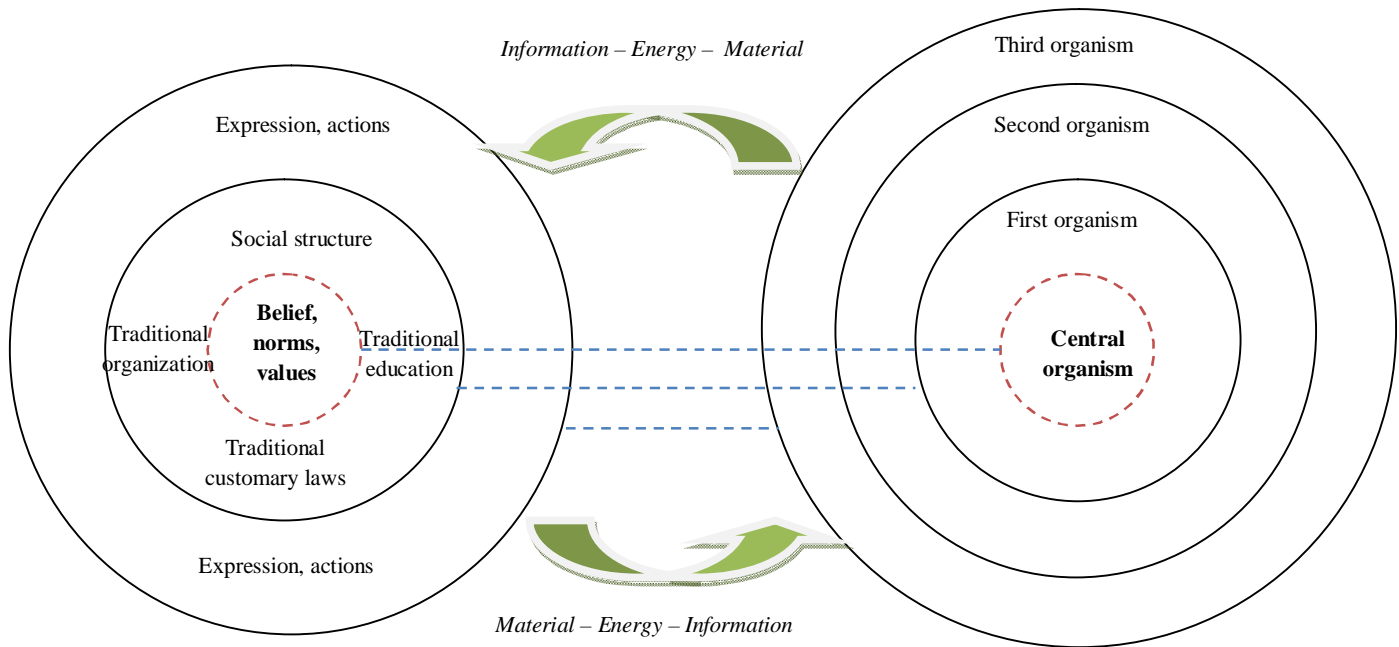 Information – Energy – Material
Third organism
Expression, actions
Second organism
First organism
Social structure
Belief,
norms,
values
Traditional
organization
Traditional
education
Central
organism
Traditional
customary laws
Expression, actions
Material – Energy – Information